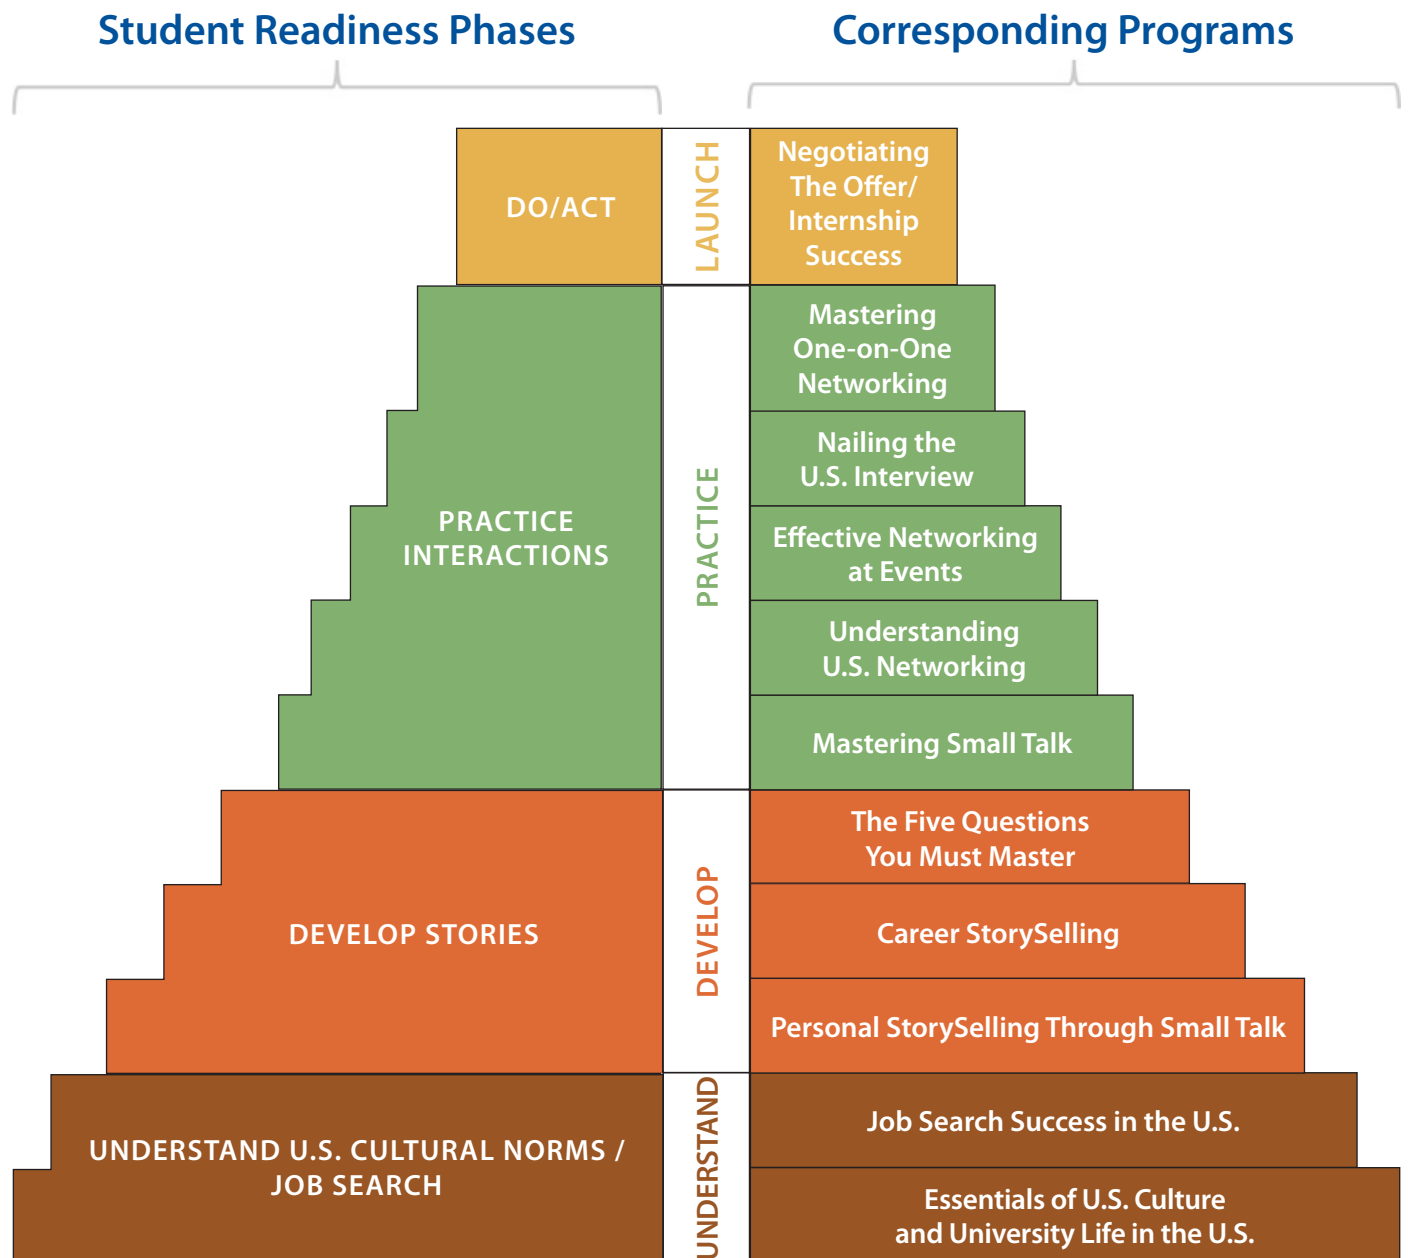 Student Readiness Phases
Corresponding Programs
DO/ACT
LAUNCH
Negotiating
The Offer/
Internship
Success
PRACTICE
INTERACTIONS
PRACTICE
Mastering
One-on-One
Networking
Nailing the
U.S. Interview
Effective Networking
at Events
Understanding
U.S. Networking
Mastering Small Talk
DEVELOP STORIES
DEVELOP
The Five Questions
You Must Master
Career StorySelling
Personal StorySelling Through Small Talk
UNDERSTAND U.S. CULTURAL NORMS /
JOB SEARCH
UNDERSTAND
Job Search Success in the U.S.
Essentials of U.S. Culture
and University Life in the U.S.